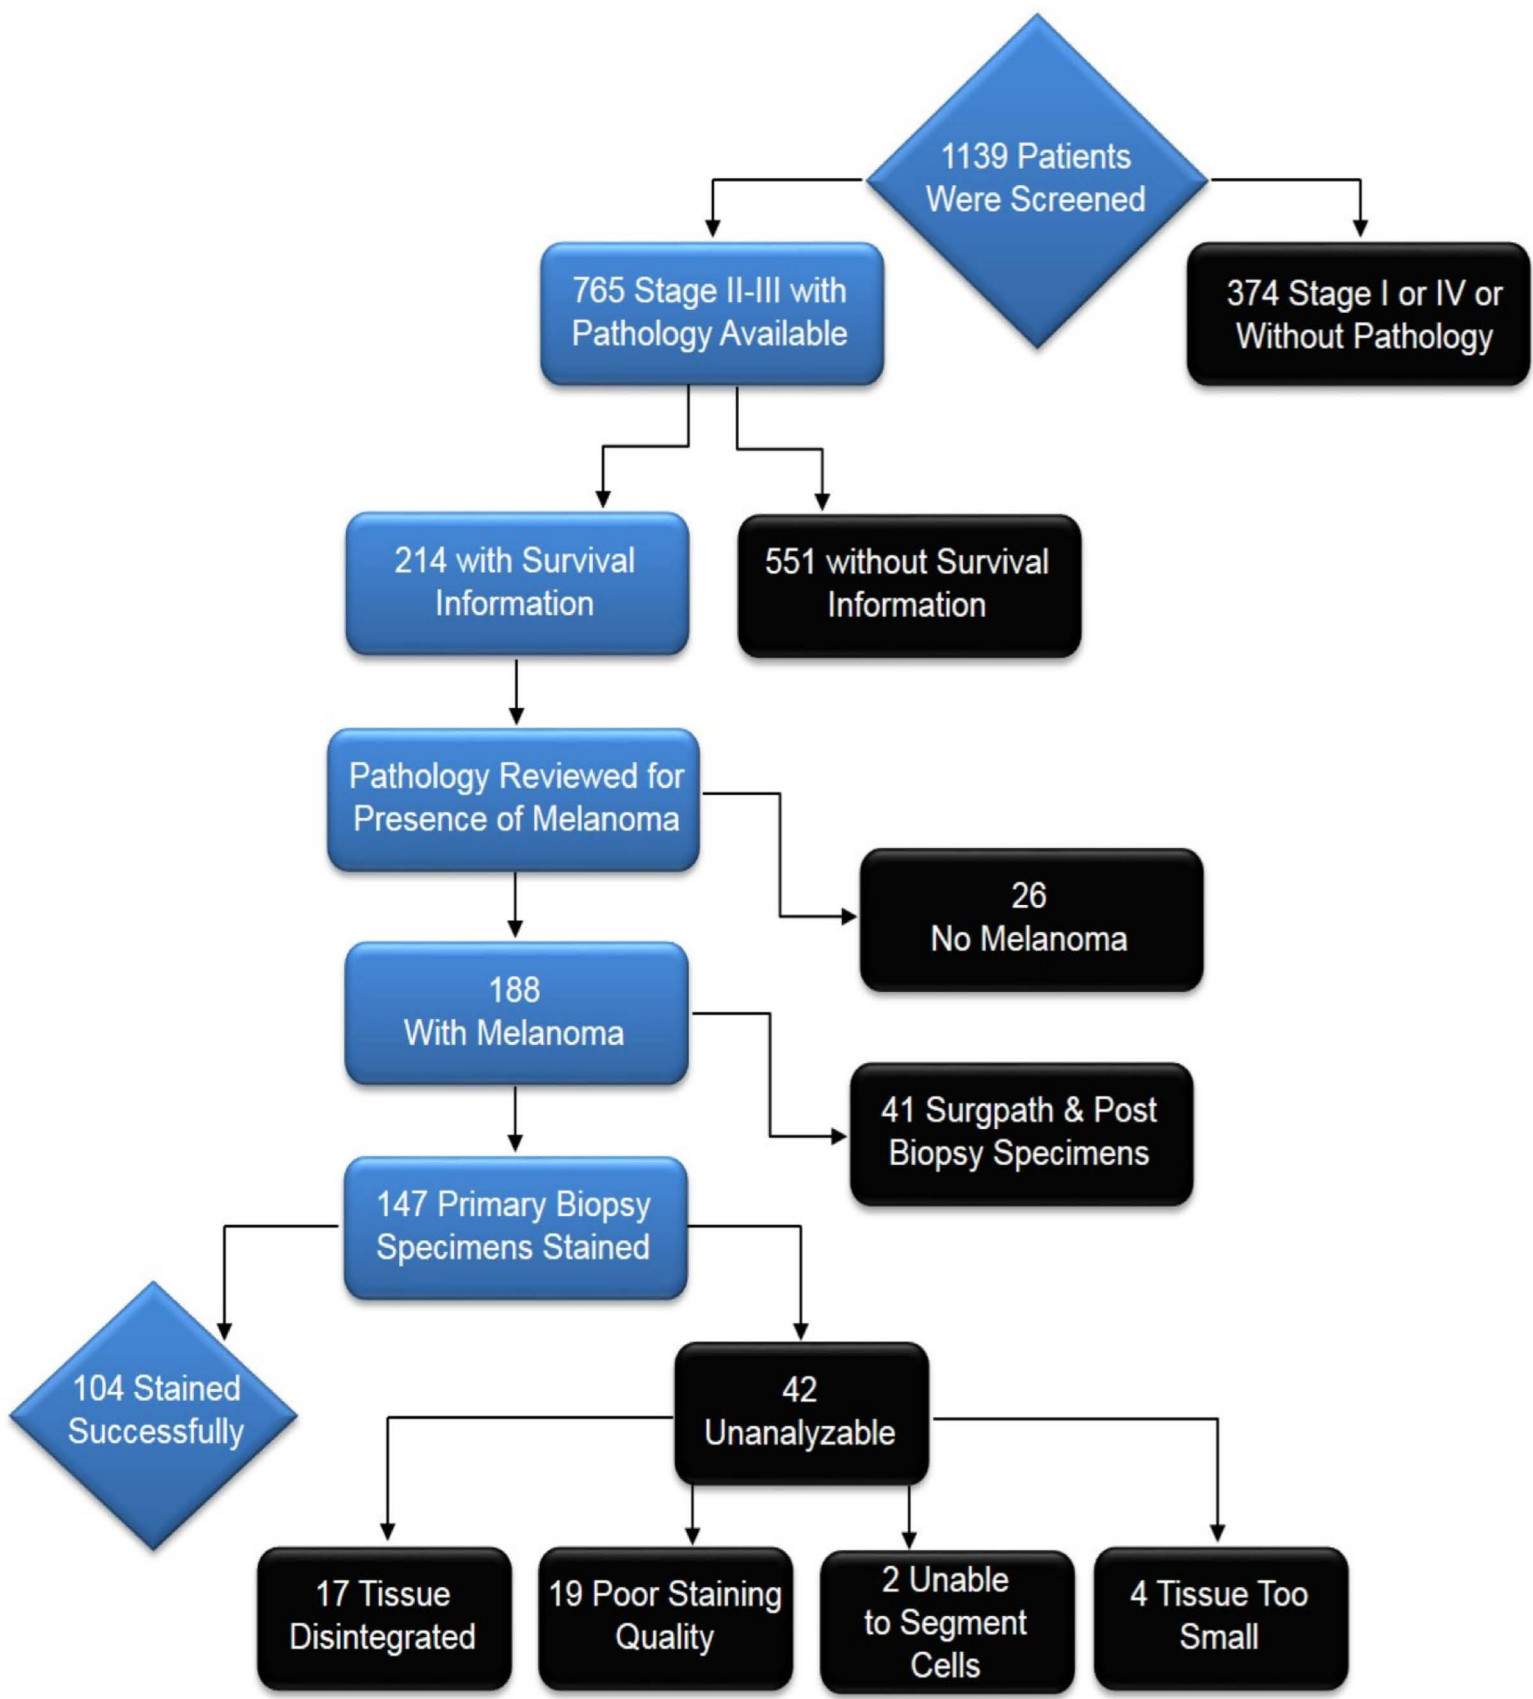 1139 Patients
Were Screened
765 Stage II-III with
Pathology Available
374 Stage I or IV or
Without Pathology
214 with Survival
Information
551 without Survival
Information
Pathology Reviewed for
Presence of Melanoma
26
No Melanoma
188
With Melanoma
41 Surgpath & Post
Biopsy Specimens
147 Primary Biopsy
Specimens Stained
104 Stained
Successfully
42
Unanalyzable
17 Tissue
Disintegrated
19 Poor Staining
Quality
2 Unable
to Segment
Cells
4 Tissue Too
Small